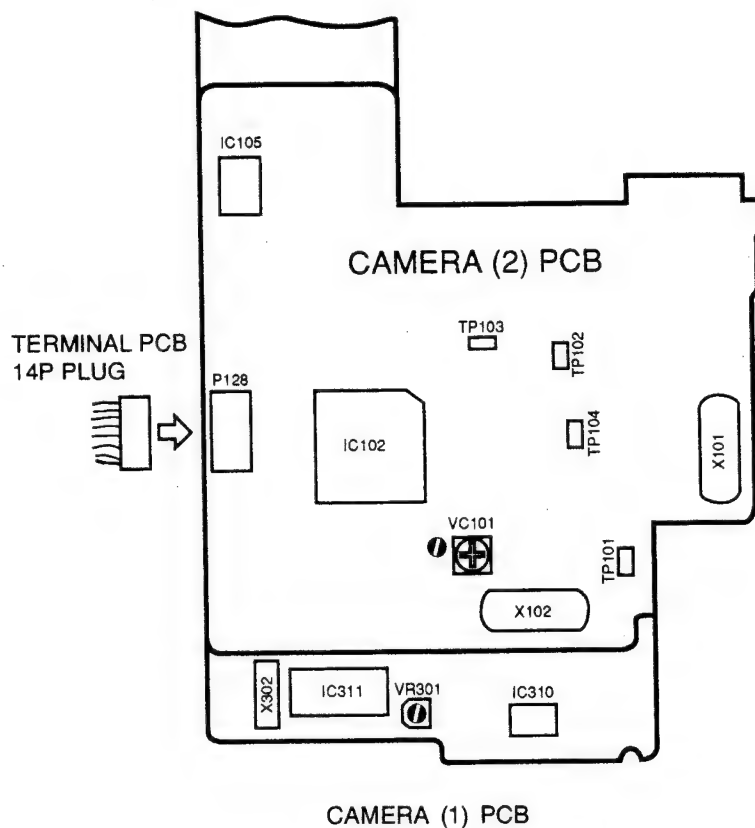 IC105
CAMERA (2) PCB
TP103
TP102
TERMINAL PCB
14P PLUG
P128
TP104
X101
IC102
VC101
TP101
X102
X302
IC311
VR301
IC310
CAMERA (1) PCB